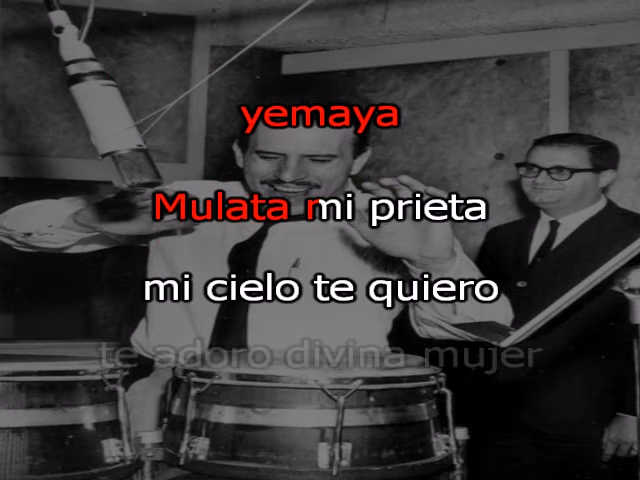 yemaya
Mulata mi prieta
mi cielo te quiero
te adoro divina mujer